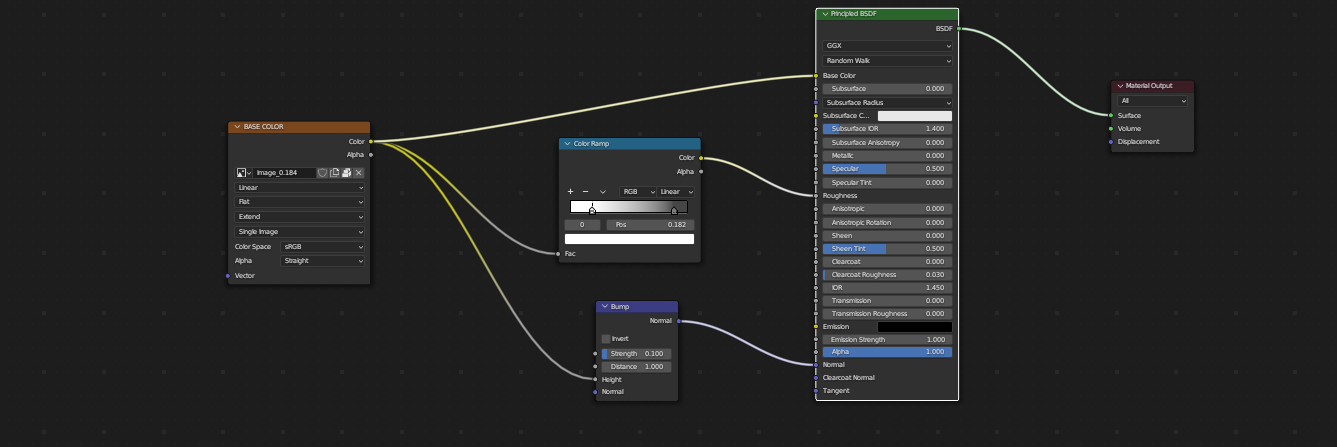 BASE COLOR
Color
Alpha
Image_0.184
Linear
Flat
Extend
Single Image
Color Space sRGB
Alpha Straight
Vector
Color Ramp
Color
Alpha
RGB Linear
0 Pos 0.182
Fac
Bump
Normal
Invert
Strength 0.100
Distance 1.000
Height
Normal
Principled BSDF
BSDF
GGX
Random Walk
Base Color
Subsurface 0.000
Subsurface Radius
Subsurface C...
Subsurface IOR 1.400
Subsurface Anisotropy 0.000
Metallic 0.000
Specular 0.500
Specular Tint 0.000
Roughness
Anisotropic 0.000
Anisotropic Rotation 0.000
Sheen 0.000
Sheen Tint 0.500
Clearcoat 0.000
Clearcoat Roughness 0.030
IOR 1.450
Transmission 0.000
Transmission Roughness 0.000
Emission
Emission Strength 1.000
Alpha 1.000
Normal
Clearcoat Normal
Tangent
Material Output
All
Surface
Volume
Displacement